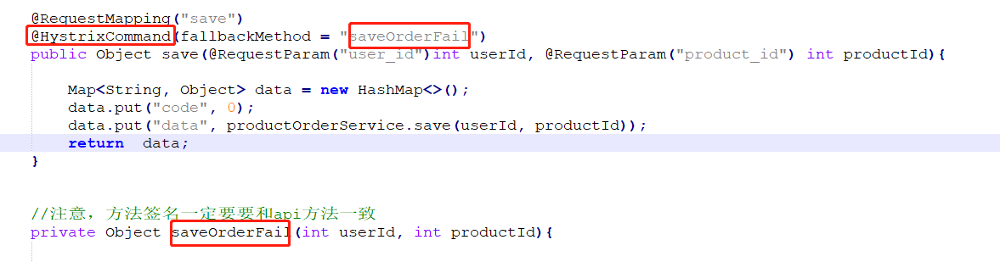 @RequestMapping("save")
@HystrixCommand(fallbackMethod = "saveOrderFail")
public Object save(@RequestParam("user_id")int userId, @RequestParam("product_id") int productId){
Map<String, Object> data = new HashMap<>();
data.put("code", 0);
data.put("data", productOrderService.save(userId, productId));
return  data;
}
//注意，方法签名一定要要和api方法一致
private Object saveOrderFail(int userId, int productId){